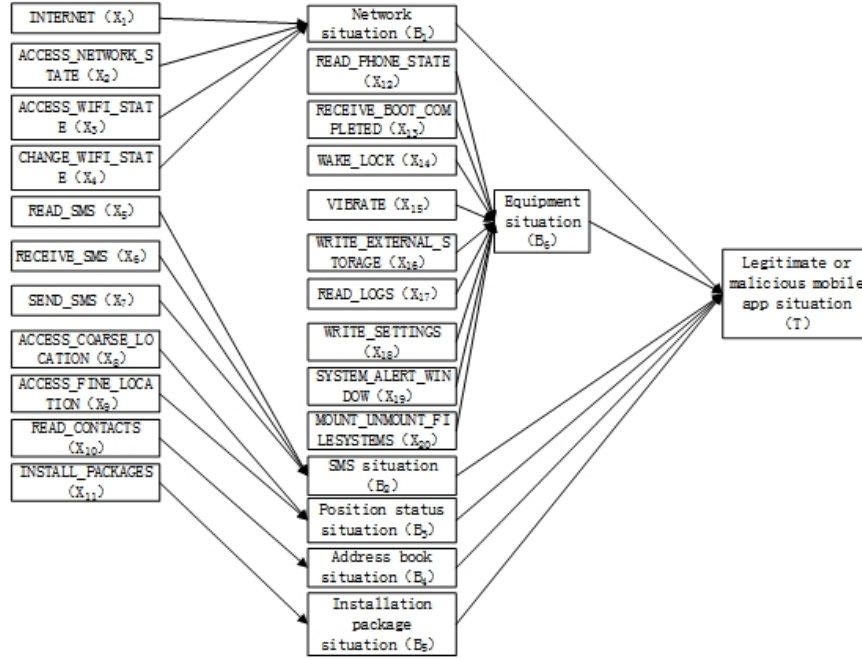 INTERNET (X1)
ACCESS_NETWORK_S
TATE (X2)
ACCESS_WIFI_STAT
E (X3)
CHANGE_WIFI_STAT
E (X4)
READ_SMS (X5)
RECEIVE_SMS (X6)
SEND_SMS (X7)
ACCESS_COARSE_LO
CATION (X8)
ACCESS_FINE_LOCA
TION (X9)
READ_CONTACTS
(X10)
INSTALL_PACKAGES
(X11)
Network
situation (B1)
READ_PHONE_STATE
(X12)
RECEIVE_BOOT_COM
PLETED (X13)
WAKE_LOCK (X14)
VIBRATE (X15)
WRITE_EXTERNAL_S
TORAGE (X16)
READ_LOGS (X17)
WRITE_SETTINGS
(X18)
SYSTEM_ALERT_WIN
DOW (X19)
MOUNT_UNMOUNT_FI
LESYSTEMS (X20)
SMS situation
(B2)
Position status
situation (B3)
Address book
situation (B4)
Installation
package
situation (B5)
Equipment
situation
(B6)
Legitimate or
malicious mobile
app situation
(T)